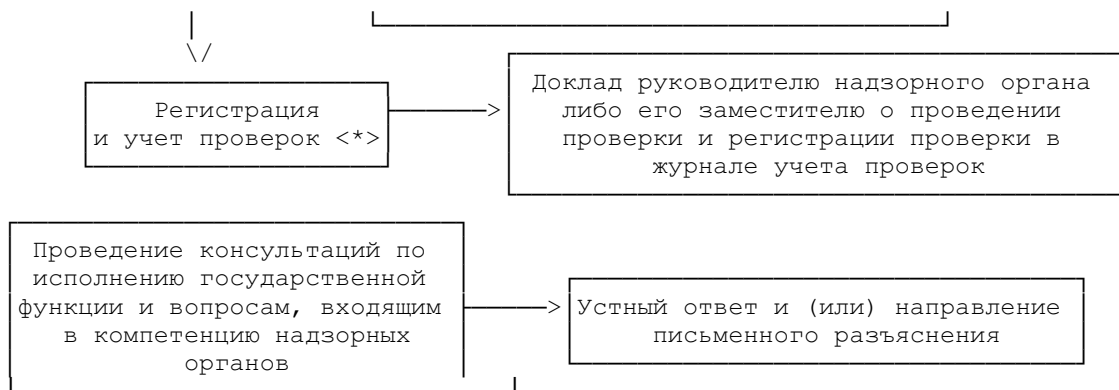 Регистрация
и учет проверок <*>
Доклад руководителю надзорного органа
либо его заместителю о проведении
проверки и регистрации проверки в
журнале учета проверок
Проведение консультаций по
исполнению государственной
функции и вопросам, входящим
в компетенцию надзорных
органов
Устный ответ и (или) направление
письменного разъяснения